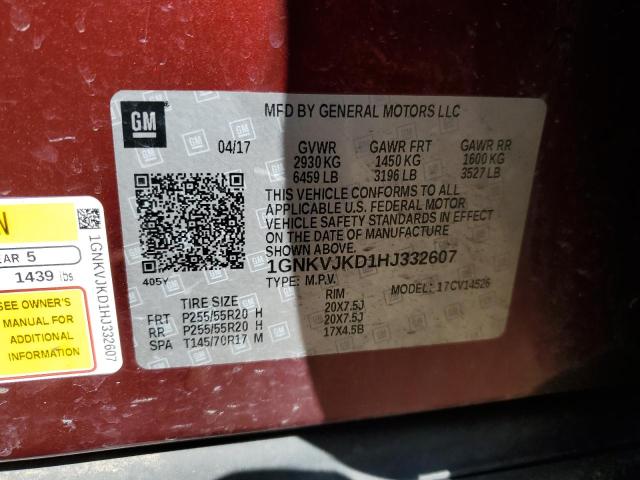 GM
MFD BY GENERAL MOTORS LLC
04/17 GVWR GAWR FRT GAWR RR
2930 KG 1450 KG 1600 KG
6459 LB 3196 LB 3527 LB
THIS VEHICLE CONFORMS TO ALL
APPLICABLE U.S. FEDERAL MOTOR
VEHICLE SAFETY STANDARDS IN EFFECT
ON THE DATE OF MANUFACTURE
SHOWN ABOVE.
405Y
1GNKVJKD1HJ332607
TYPE: M.P.V. MODEL: 17CV14526
TIRE SIZE RIM
FRT P255/55R20 H 20X7.5J
RR P255/55R20 H 20X7.5J
SPA T145/70R17 M 17X4.5B
N
AR 5
1439 lbs
SEE OWNER'S
MANUAL FOR
ADDITIONAL
INFORMATION
1GNKVJKD1HJ332607